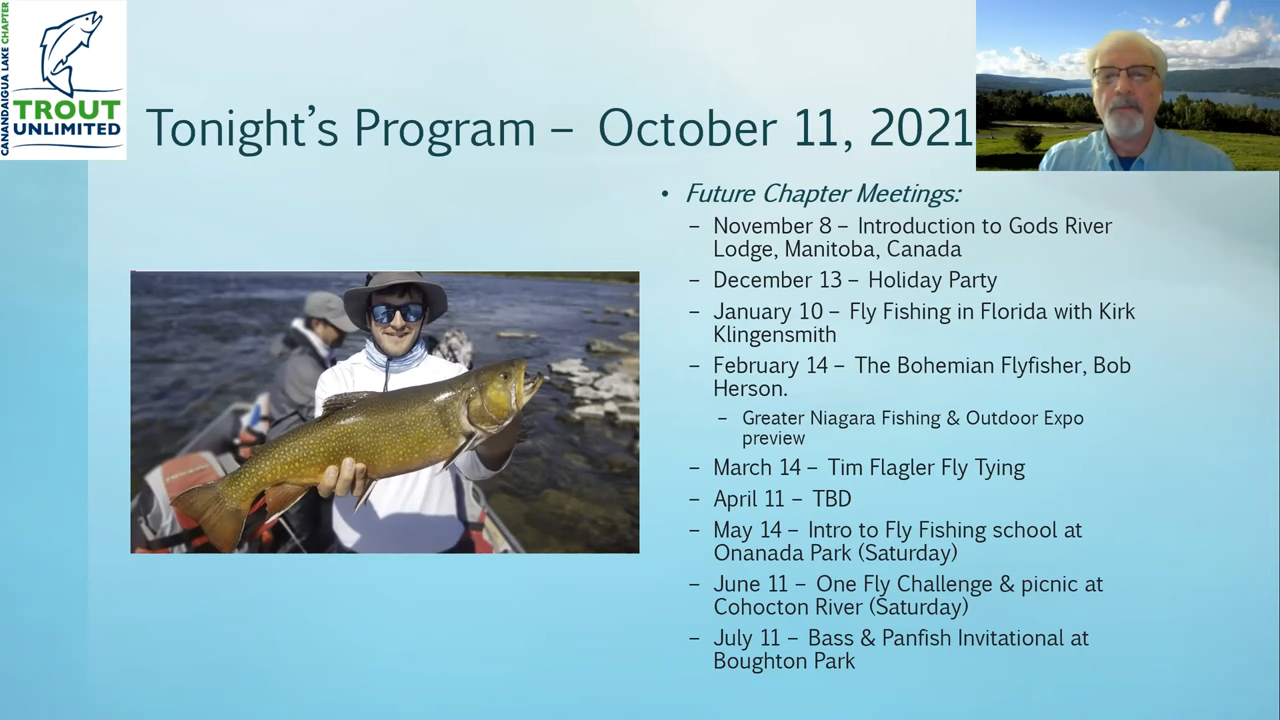 CANANDAIGUA LAKE CHAPTER
TROUT
UNLIMITED
Tonight's Program – October 11, 2021
• Future Chapter Meetings:
– November 8 – Introduction to Gods River
Lodge, Manitoba, Canada
– December 13 – Holiday Party
– January 10 – Fly Fishing in Florida with Kirk
Klingensmith
– February 14 – The Bohemian Flyfisher, Bob
Herson.
– Greater Niagara Fishing & Outdoor Expo
preview
– March 14 – Tim Flagler Fly Tying
– April 11 – TBD
– May 14 – Intro to Fly Fishing school at
Onanada Park (Saturday)
– June 11 – One Fly Challenge & picnic at
Cohocton River (Saturday)
– July 11 – Bass & Panfish Invitational at
Boughton Park